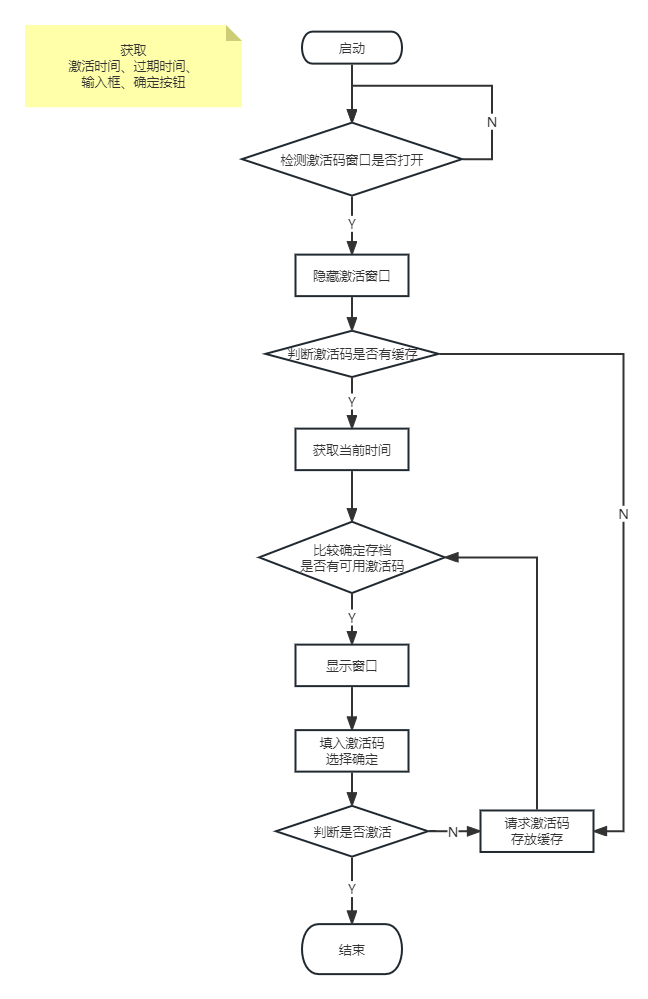 获取
激活时间、过期时间、
输入框、确定按钮
启动
N
检测激活码窗口是否打开
Y
隐藏激活窗口
判断激活码是否有缓存
Y
获取当前时间
N
比较确定存档
是否有可用激活码
Y
显示窗口
填入激活码
选择确定
判断是否激活
N
请求激活码
存放缓存
Y
结束